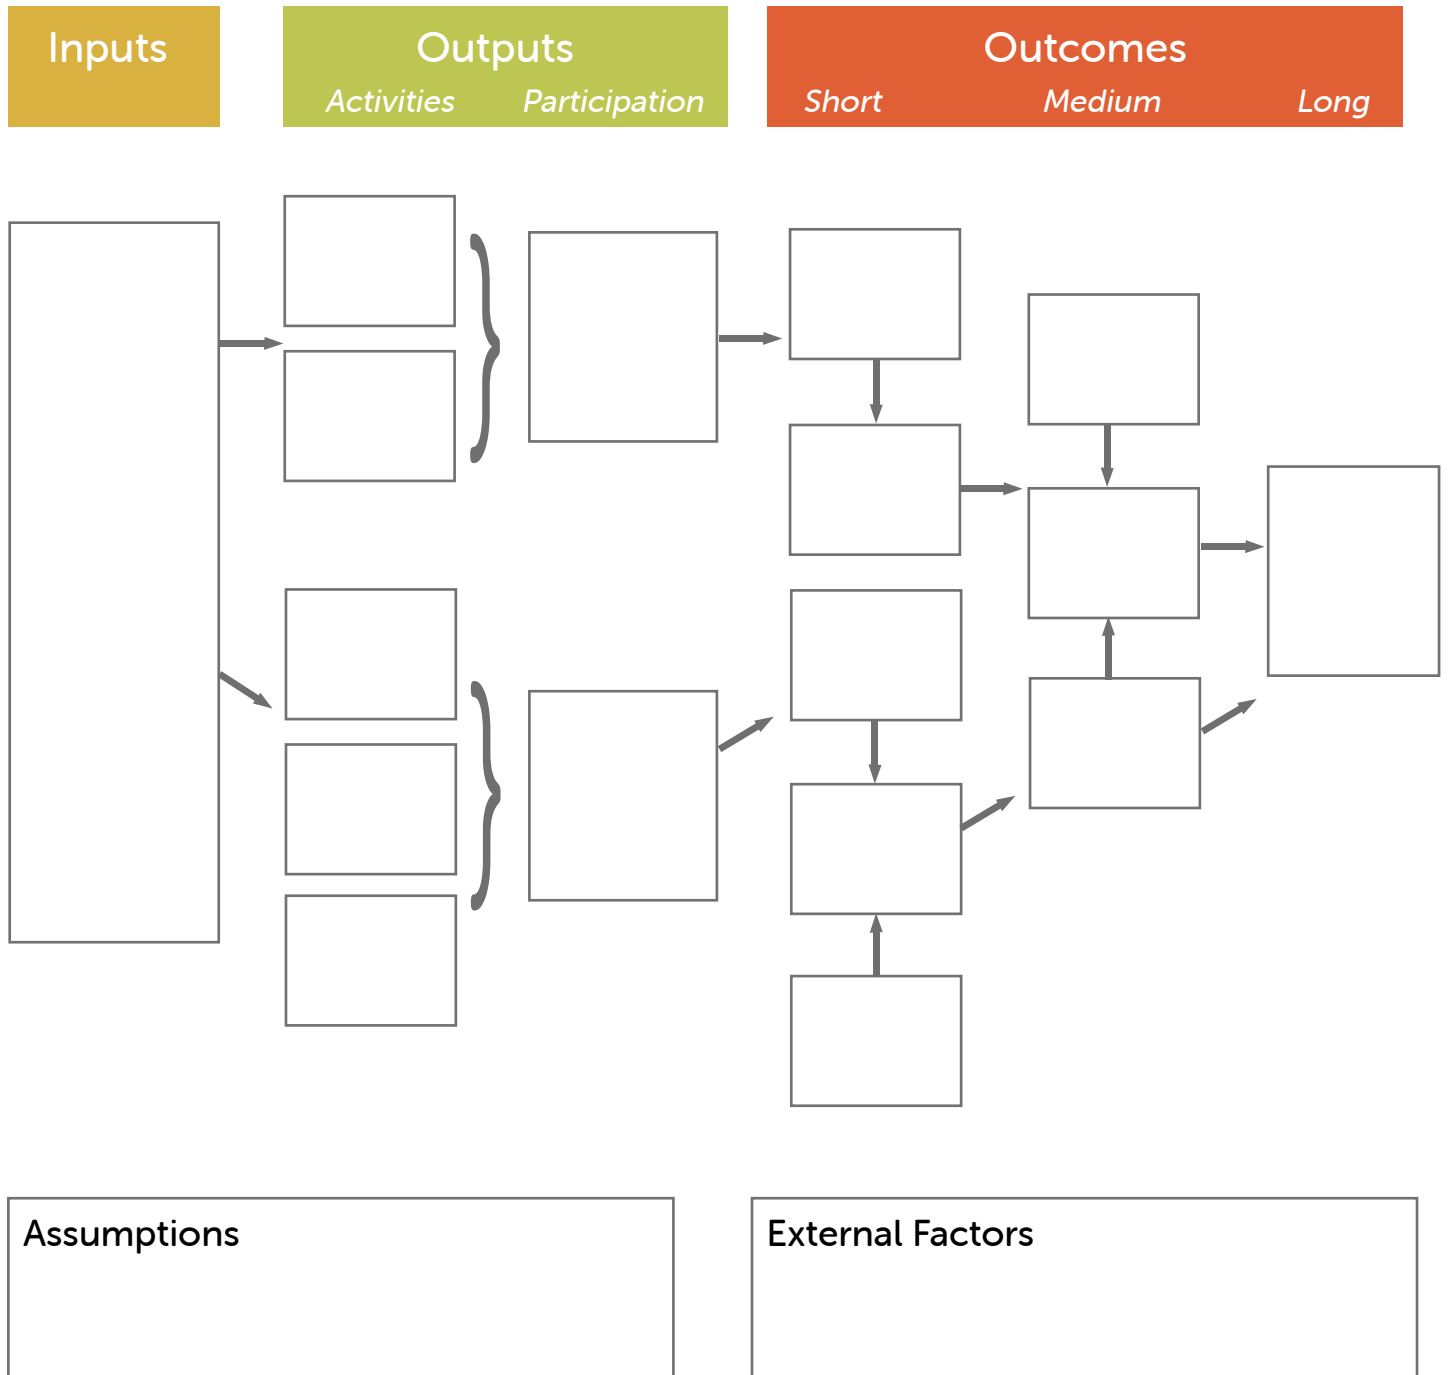 Inputs
Outputs
Activities Participation
Outcomes
Short Medium Long
Assumptions
External Factors